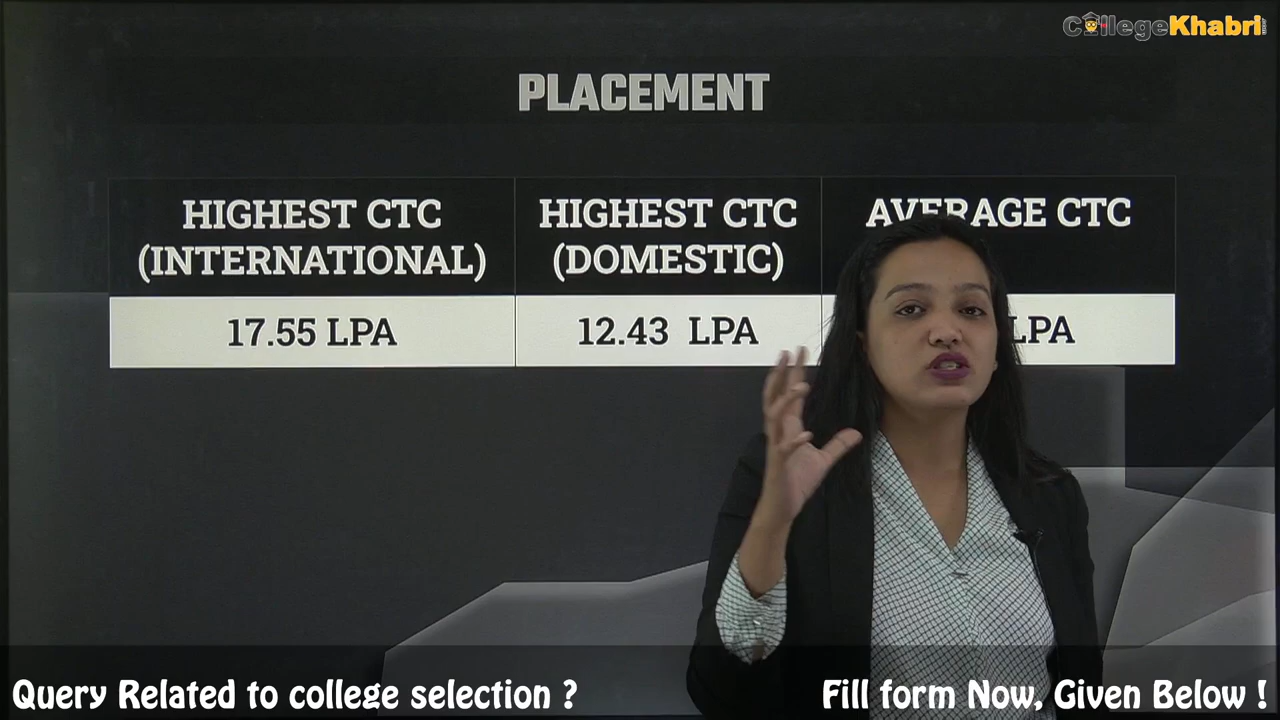 CollegeKhabri
PLACEMENT
HIGHEST CTC
(INTERNATIONAL)
HIGHEST CTC
(DOMESTIC)
AVERAGE CTC
17.55 LPA
12.43 LPA
LPA
Query Related to college selection ?
Fill form Now, Given Below !